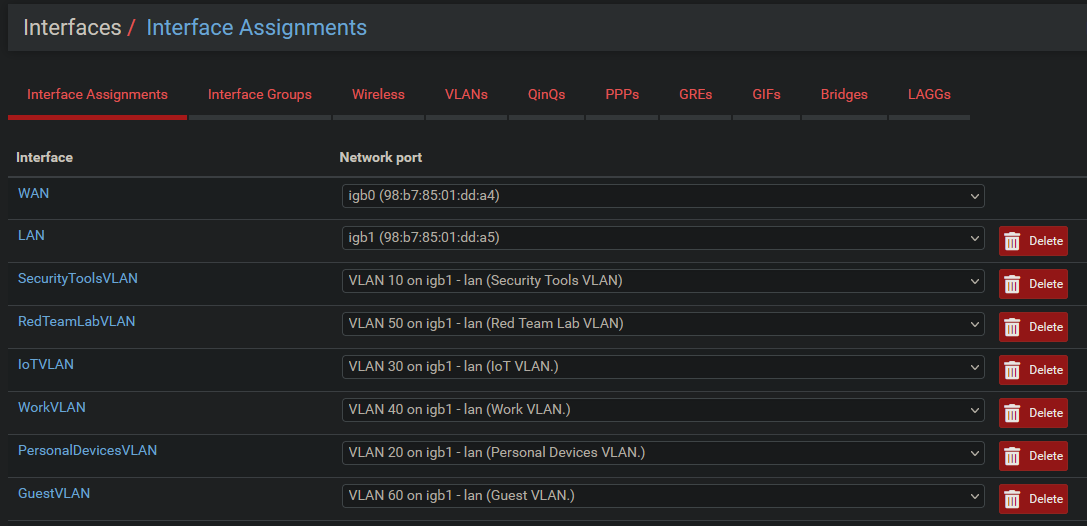 Interfaces / Interface Assignments
Interface Assignments Interface Groups Wireless VLANs QinQs PPPs GREs GIFs Bridges LAGGs
Interface Network port
WAN igb0 (98:b7:85:01:dd:a4)
LAN igb1 (98:b7:85:01:dd:a5) Delete
SecurityToolsVLAN VLAN 10 on igb1 - lan (Security Tools VLAN) Delete
RedTeamLabVLAN VLAN 50 on igb1 - lan (Red Team Lab VLAN) Delete
IoTVLAN VLAN 30 on igb1 - lan (IoT VLAN.) Delete
WorkVLAN VLAN 40 on igb1 - lan (Work VLAN.) Delete
PersonalDevicesVLAN VLAN 20 on igb1 - lan (Personal Devices VLAN.) Delete
GuestVLAN VLAN 60 on igb1 - lan (Guest VLAN.) Delete